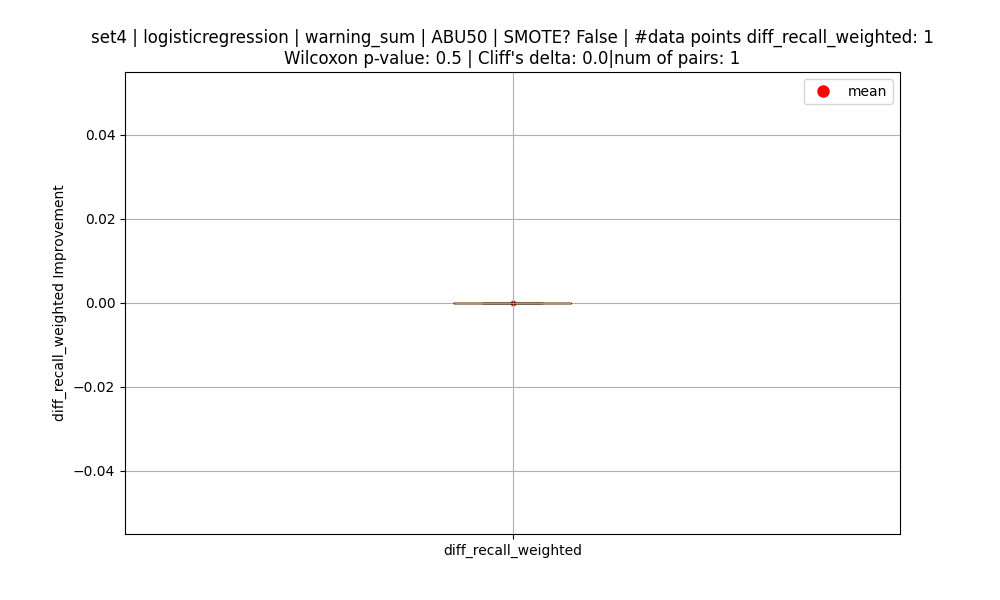 set4 | logisticregression | warning_sum | ABU50 | SMOTE? False | #data points diff_recall_weighted: 1
Wilcoxon p-value: 0.5 | Cliff's delta: 0.0|num of pairs: 1
mean
diff_recall_weighted Improvement
0.04
0.02
0.00
−0.02
−0.04
diff_recall_weighted